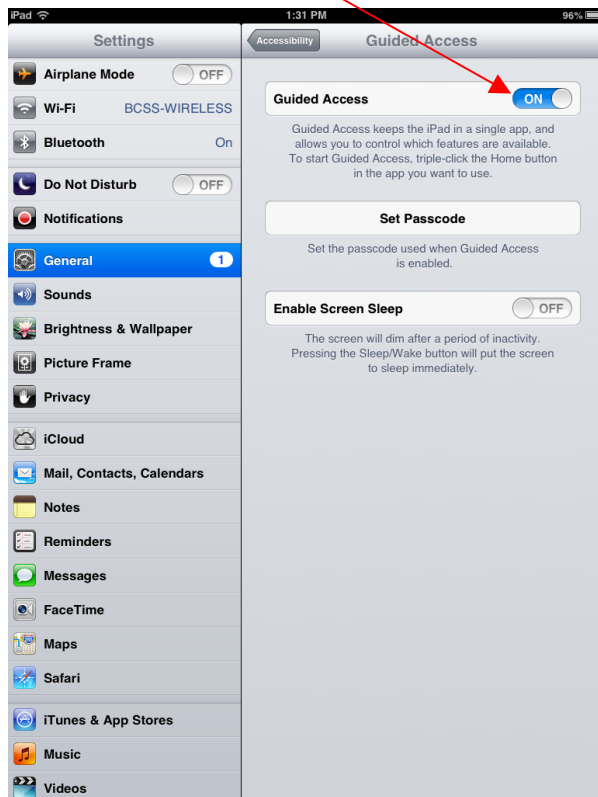 iPad
1:31 PM
96%
Settings
Airplane Mode OFF
Wi-Fi BCSS-WIRELESS
Bluetooth On
Do Not Disturb OFF
Notifications
General 1
Sounds
Brightness & Wallpaper
Picture Frame
Privacy
iCloud
Mail, Contacts, Calendars
Notes
Reminders
Messages
FaceTime
Maps
Safari
iTunes & App Stores
Music
Videos
Accessibility
Guided Access
Guided Access ON
Guided Access keeps the iPad in a single app, and
allows you to control which features are available.
To start Guided Access, triple-click the Home button
in the app you want to use.
Set Passcode
Set the passcode used when Guided Access
is enabled.
Enable Screen Sleep OFF
The screen will dim after a period of inactivity.
Pressing the Sleep/Wake button will put the screen
to sleep immediately.